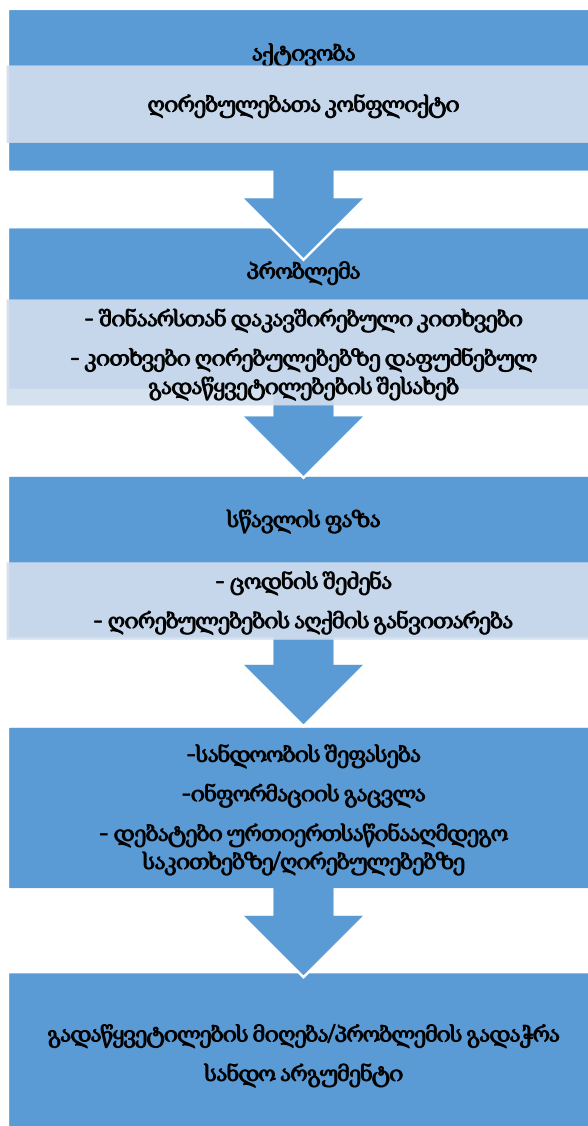 აქტივობა
ღირებულებათა კონფლიქტი
პრობლემა
- შინაარსთან დაკავშირებული კითხვები
- კითხვები ღირებულებებზე დაფუძნებულ
გადაწყვეტილებების შესახებ
სწავლის ფაზა
- ცოდნის შეძენა
- ღირებულებების აღქმის განვითარება
-სანდოობის შეფასება
-ინფორმაციის გაცვლა
- დებატები ურთიერთსაწინააღმდეგო
საკითხებზე/ღირებულებებზე
გადაწყვეტილების მიღება/პრობლემის გადაჭრა
სანდო არგუმენტი